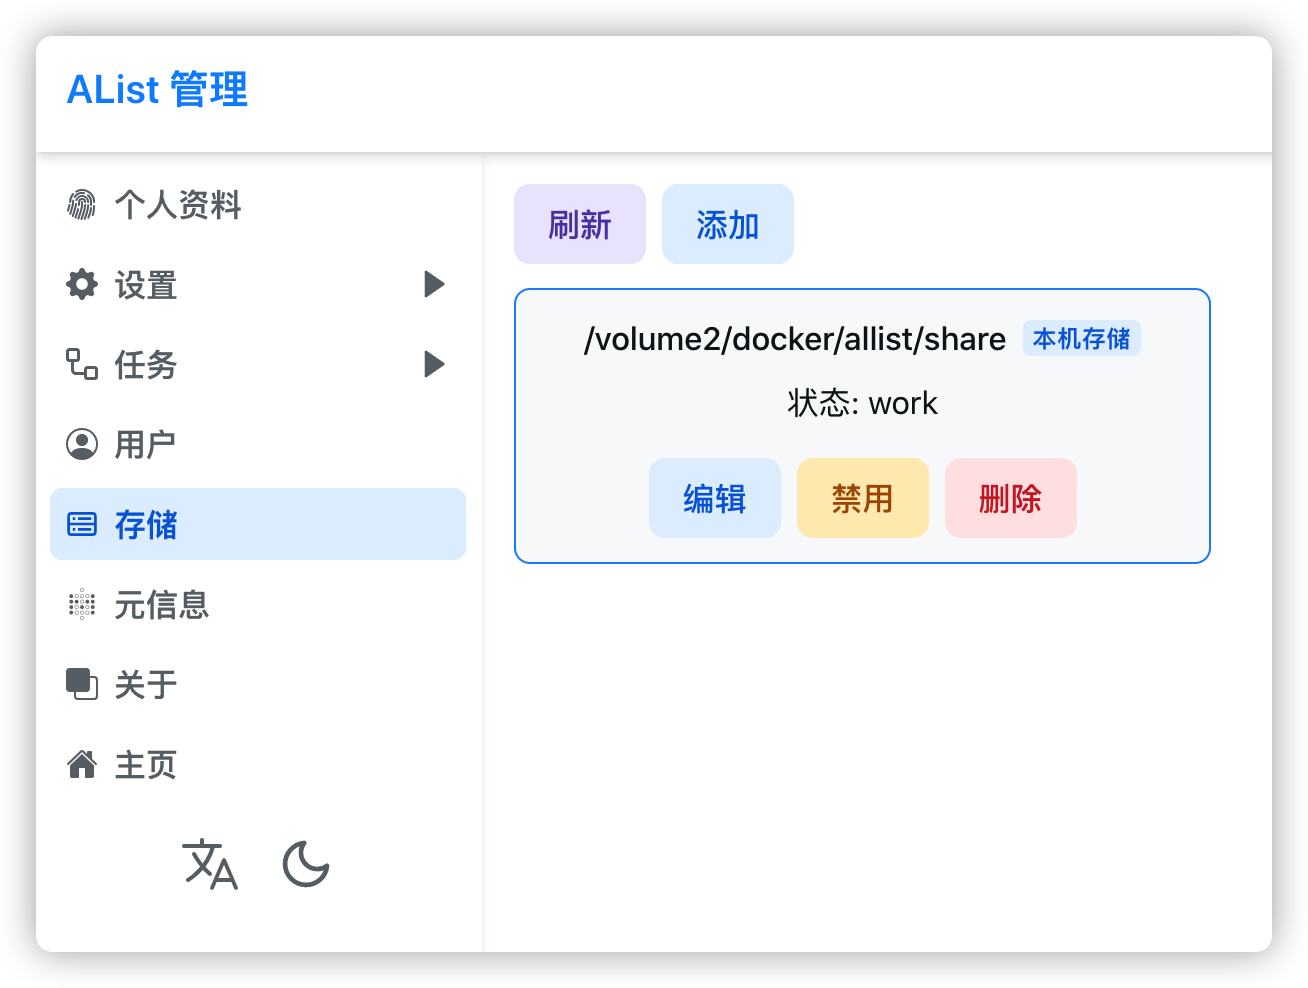 AList 管理
个人资料
设置
任务
用户
存储
元信息
关于
主页
刷新 添加
/volume2/docker/allist/share 本机存储
状态: work
编辑 禁用 删除